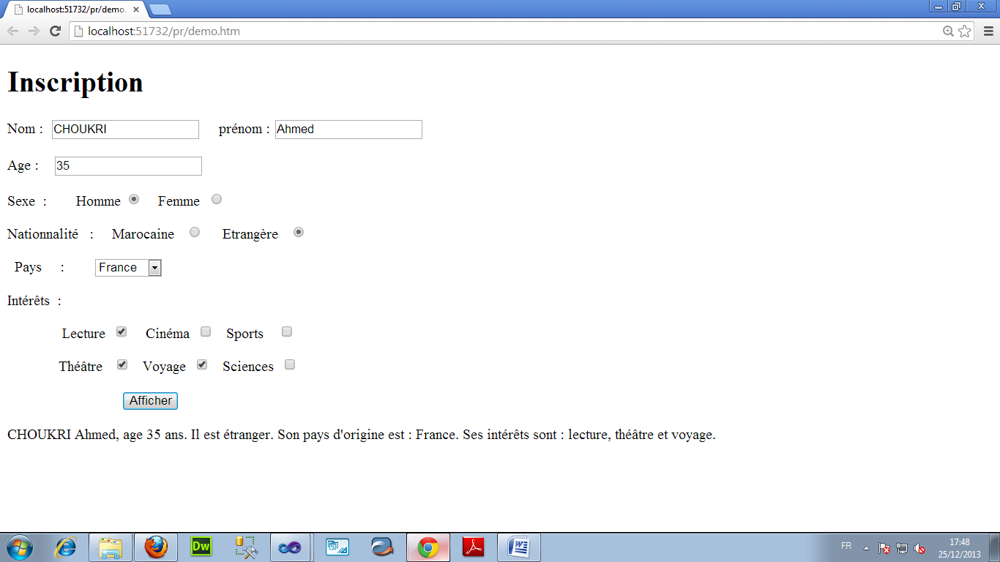 localhost:51732/pr/demo.
localhost:51732/pr/demo.htm
Inscription
Nom : CHOUKRI prénom : Ahmed
Age : 35
Sexe : Homme Femme
Nationnalité : Marocaine Etrangère
Pays : France
Intérêts :
Lecture Cinéma Sports
Théâtre Voyage Sciences
Afficher
CHOUKRI Ahmed, age 35 ans. Il est étranger. Son pays d'origine est : France. Ses intérêts sont : lecture, théâtre et voyage.
Dw
W
FR
17:48
25/12/2013